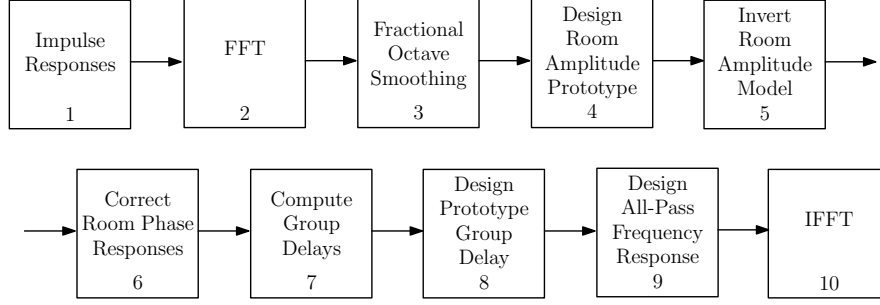 Impulse
Responses
1
FFT
2
Fractional
Octave
Smoothing
3
Design
Room
Amplitude
Prototype
4
Invert
Room
Amplitude
Model
5
Correct
Room Phase
Responses
6
Compute
Group
Delays
7
Design
Prototype
Group
Delay
8
Design
All-Pass
Frequency
Response
9
IFFT
10